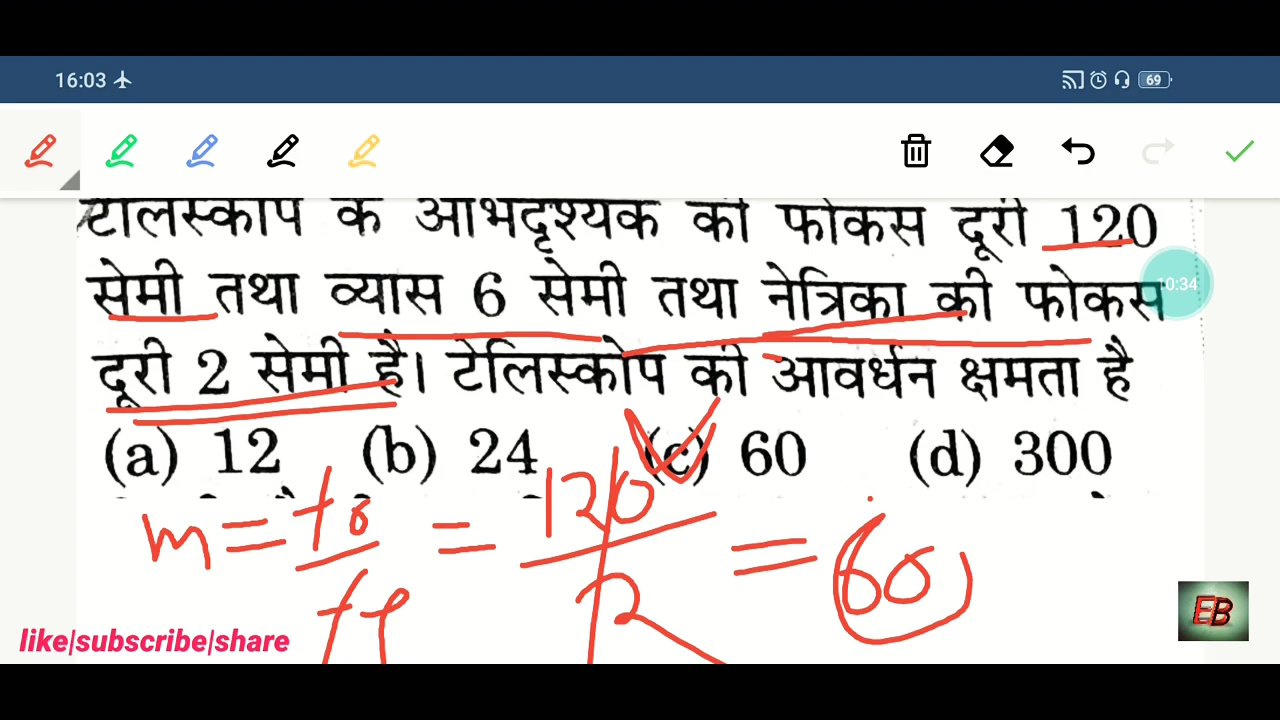 16:03
69
टेलिस्कोप के अभिदृश्यक की फोकस दूरी 120
10:34
सेमी तथा व्यास 6 सेमी तथा नेत्रिका की फोकस
दूरी 2 सेमी है। टेलिस्कोप की आवर्धन क्षमता है
(a) 12 (b) 24 (c) 60 (d) 300
m = fo/fe = 120/2 = 60
like|subscribe|share
EB